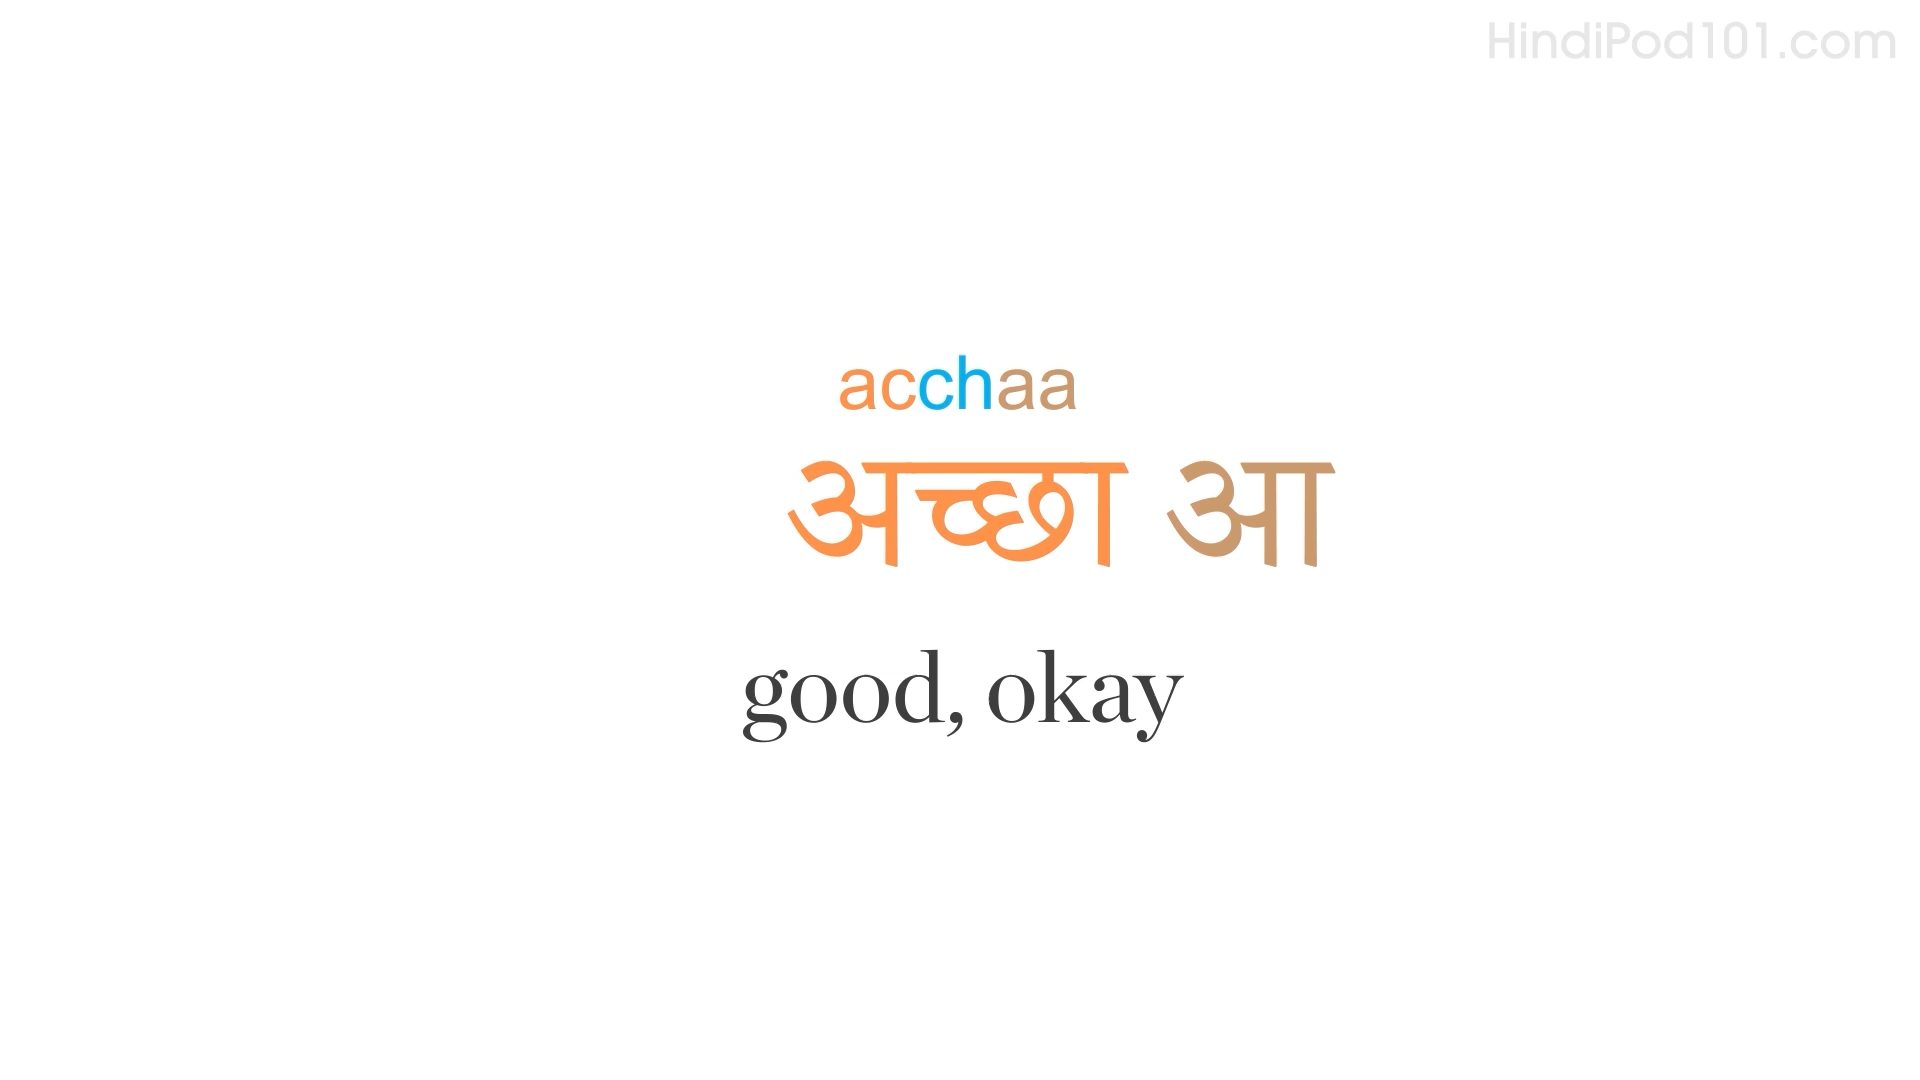 HindiPod101.com
acchaa
अच्छा आ
good, okay